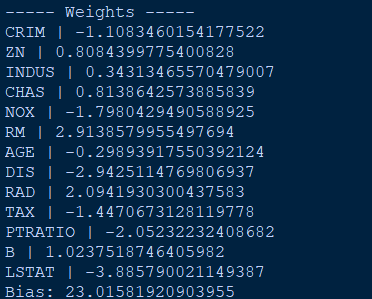 ----- Weights -----
CRIM | -1.1083460154177522
ZN | 0.8084399775400828
INDUS | 0.34313465570479007
CHAS | 0.8138642573885839
NOX | -1.7980429490588925
RM | 2.9138579955497694
AGE | -0.29893917550392124
DIS | -2.9425114769806937
RAD | 2.0941930300437583
TAX | -1.4470673128119778
PTRATIO | -2.05232232408682
B | 1.0237518746405982
LSTAT | -3.885790021149387
Bias: 23.01581920903955